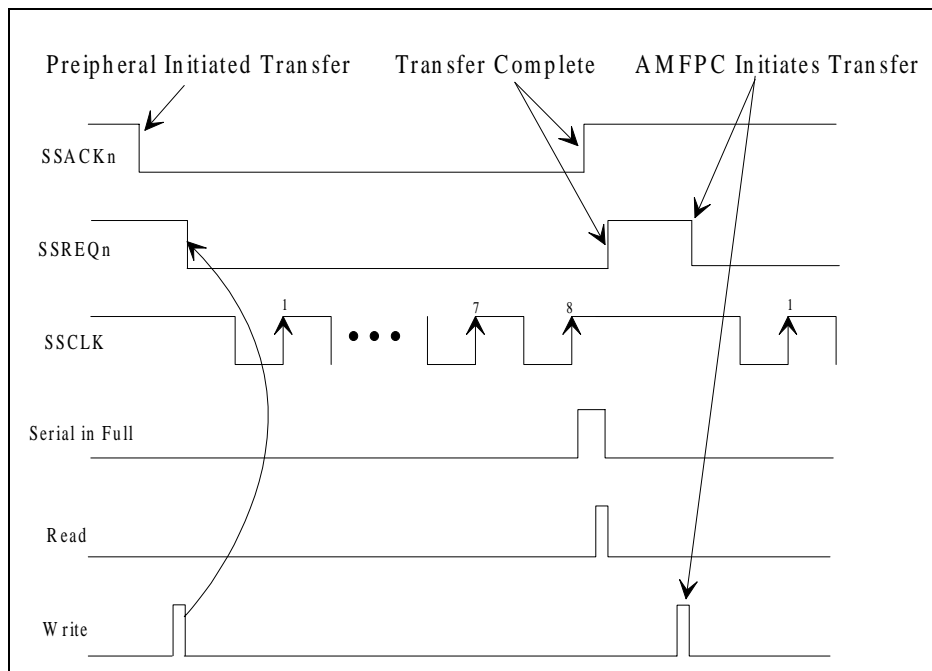 Preipheral Initiated Transfer
Transfer Complete
AMFPC Initiates Transfer
SSACKn
SSREQn
1
7
8
1
SSCLK
Serial in Full
Read
Write